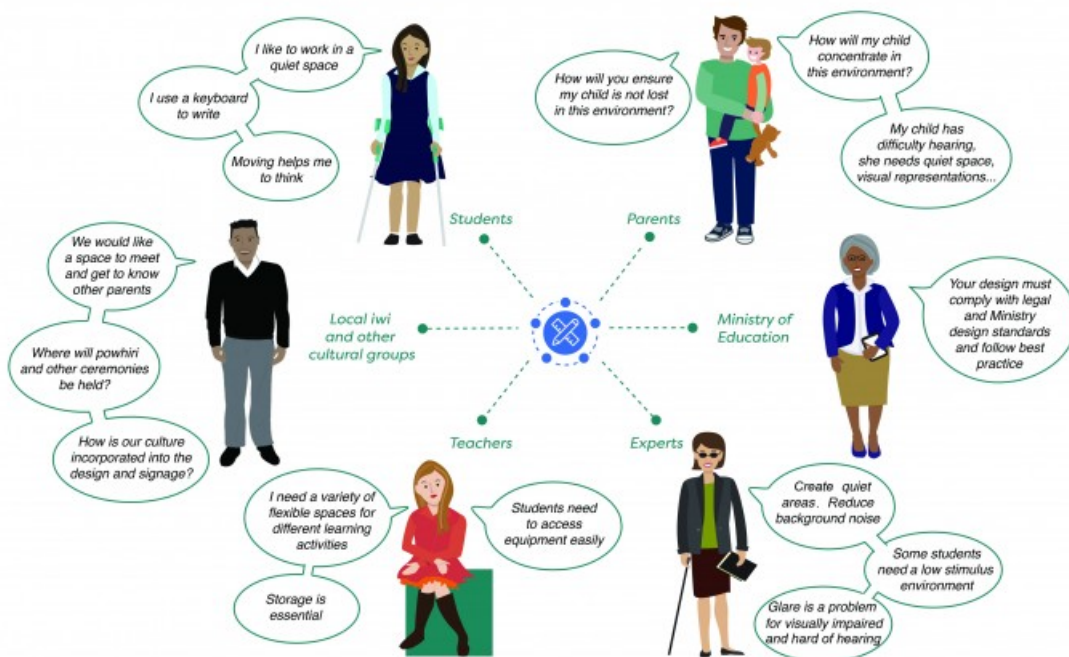 I like to work in a
quiet space
I use a keyboard
to write
Moving helps me
to think
Students
How will you ensure
my child is not lost
in this environment?
How will my child
concentrate in
this environment?
My child has
difficulty hearing,
she needs quiet space,
visual representations...
Parents
We would like
a space to meet
and get to know
other parents
Where will powhiri
and other ceremonies
be held?
How is our culture
incorporated into the
design and signage?
Local iwi
and other
cultural groups
Ministry of
Education
Your design must
comply with legal
and Ministry
design standards
and follow best
practice
Teachers
I need a variety of
flexible spaces for
different learning
activities
Storage is
essential
Students need
to access
equipment easily
Experts
Create quiet
areas. Reduce
background noise
Some students
need a low stimulus
environment
Glare is a problem
for visually impaired
and hard of hearing